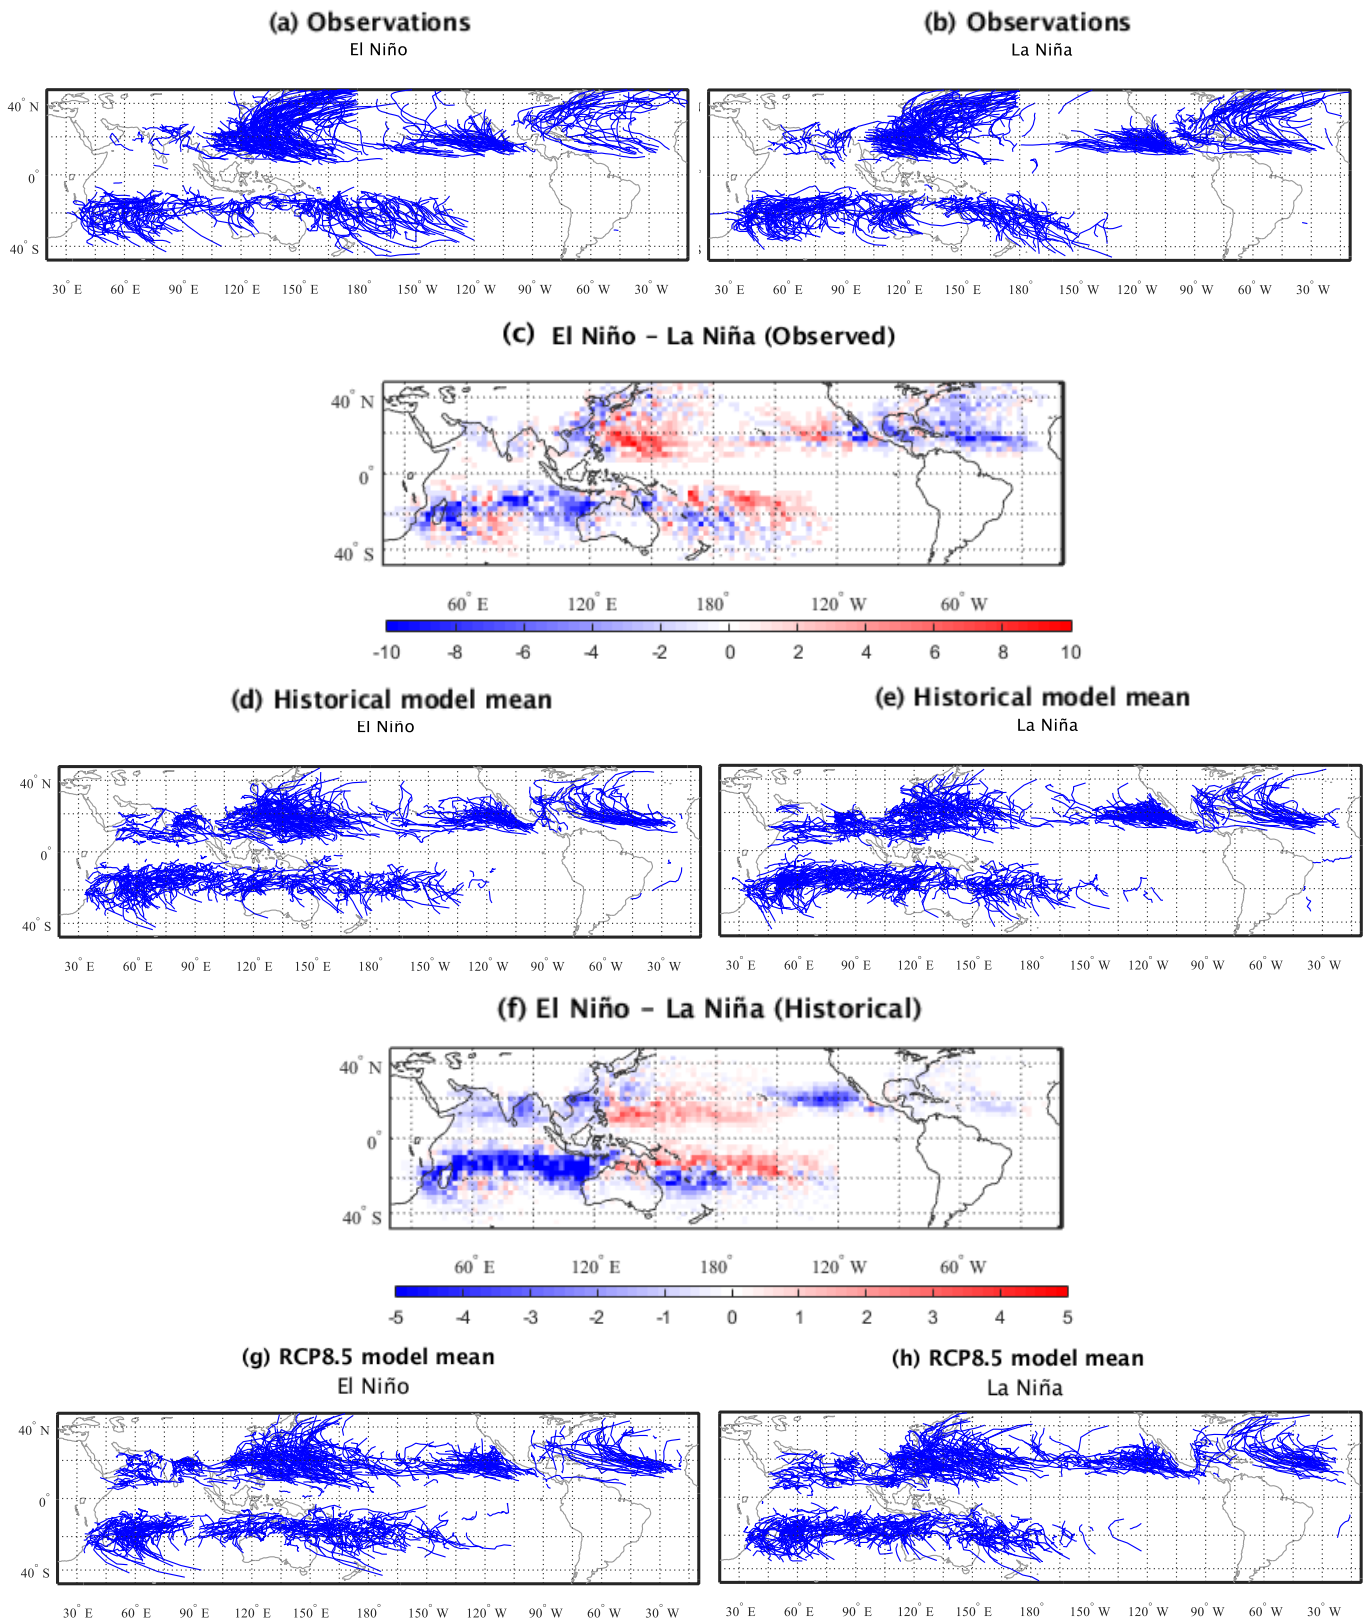 (a) Observations
El Niño
(b) Observations
La Niña
40° N
0°
40° S
30° E 60° E 90° E 120° E 150° E 180° 150° W 120° W 90° W 60° W 30° W
30° E 60° E 90° E 120° E 150° E 180° 150° W 120° W 90° W 60° W 30° W
(c) El Niño – La Niña (Observed)
40° N
0°
40° S
60° E 120° E 180° 120° W 60° W
-10 -8 -6 -4 -2 0 2 4 6 8 10
(d) Historical model mean
El Niño
(e) Historical model mean
La Niña
40° N
0°
40° S
40° N
0°
40° S
30° E 60° E 90° E 120° E 150° E 180° 150° W 120° W 90° W 60° W 30° W
30° E 60° E 90° E 120° E 150° E 180° 150° W 120° W 90° W 60° W 30° W
(f) El Niño – La Niña (Historical)
40° N
0°
40° S
60° E 120° E 180° 120° W 60° W
-5 -4 -3 -2 -1 0 1 2 3 4 5
(g) RCP8.5 model mean
El Niño
(h) RCP8.5 model mean
La Niña
40° N
0°
40° S
40° N
0°
40° S
30° E 60° E 90° E 120° E 150° E 180° 150° W 120° W 90° W 60° W 30° W
30° E 60° E 90° E 120° E 150° E 180° 150° W 120° W 90° W 60° W 30° W